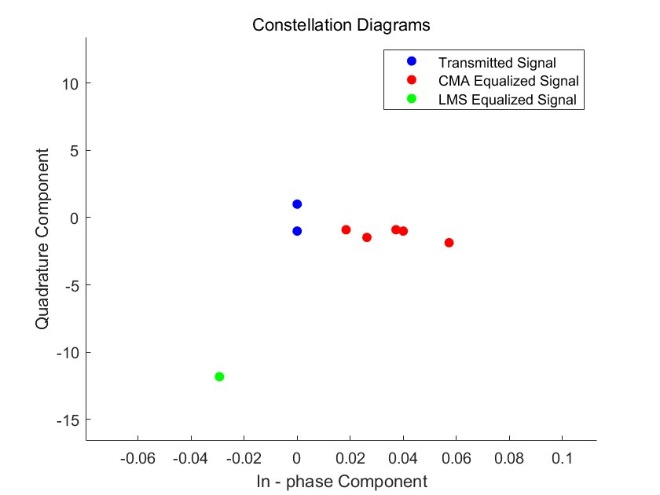 Constellation Diagrams
Transmitted Signal
CMA Equalized Signal
LMS Equalized Signal
Quadrature Component
10
5
0
-5
-10
-15
-0.06 -0.04 -0.02 0 0.02 0.04 0.06 0.08 0.1
In - phase Component